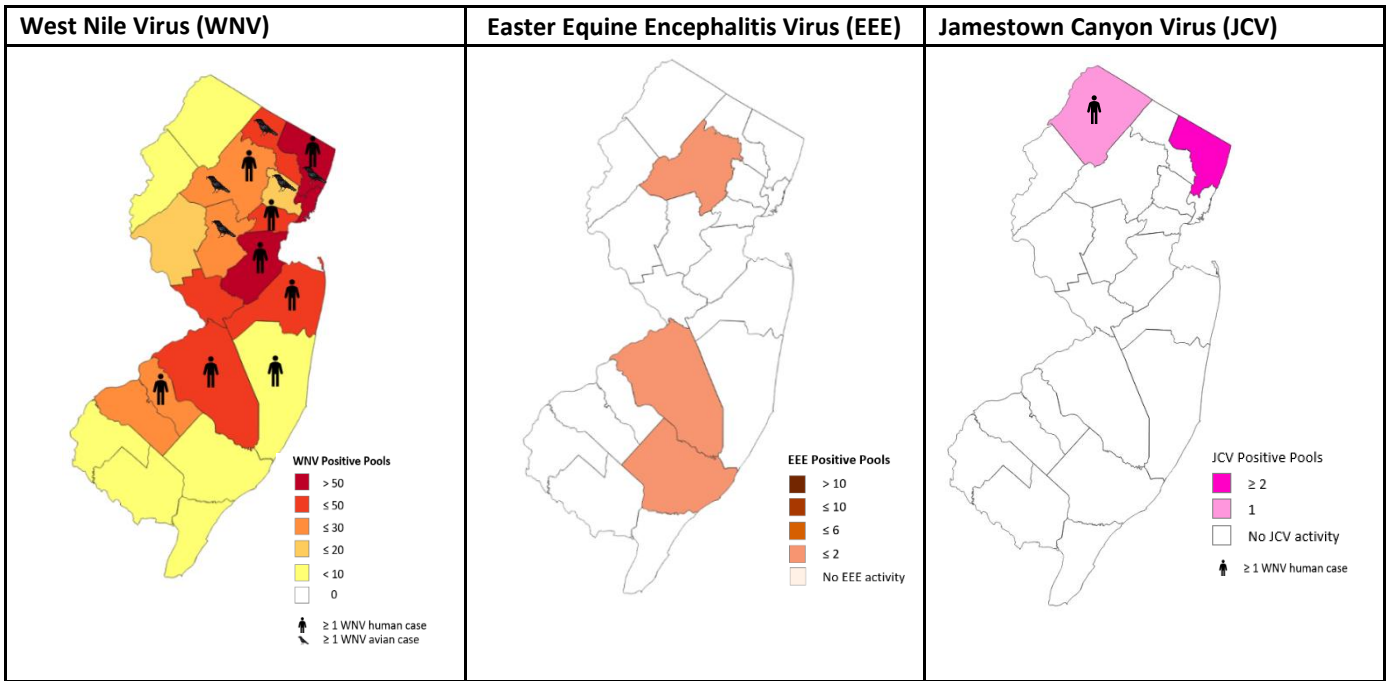 West Nile Virus (WNV)
Easter Equine Encephalitis Virus (EEE)
Jamestown Canyon Virus (JCV)
WNV Positive Pools
> 50
≤ 50
≤ 30
≤ 20
< 10
0
≥ 1 WNV human case
≥ 1 WNV avian case
EEE Positive Pools
> 10
≤ 10
≤ 6
≤ 2
No EEE activity
JCV Positive Pools
≥ 2
1
No JCV activity
≥ 1 WNV human case